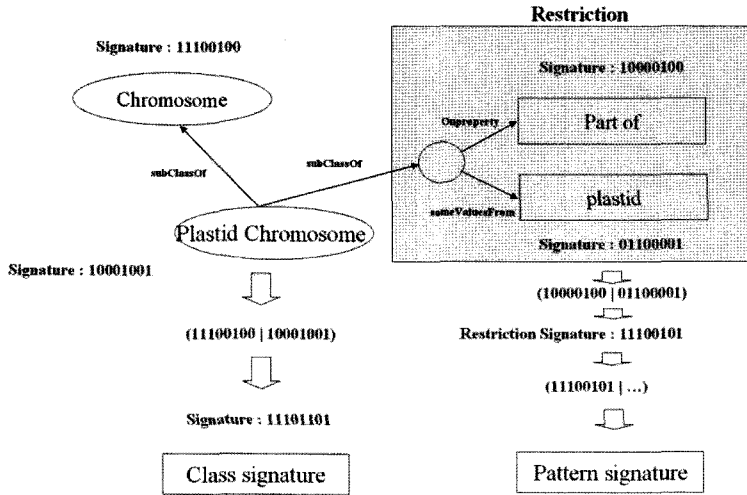 Restriction
Signature : 11100100
Signature : 10000100
Chromosome
Onproperty
Part of
subClassOf
subClassOf
plastid
someValuesFrom
Plastid Chromosome
Signature : 01100001
Signature : 10001001
(10000100 | 01100001)
(11100100 | 10001001)
Restriction Signature : 11100101
(11100101 | ...)
Signature : 11101101
Class signature
Pattern signature